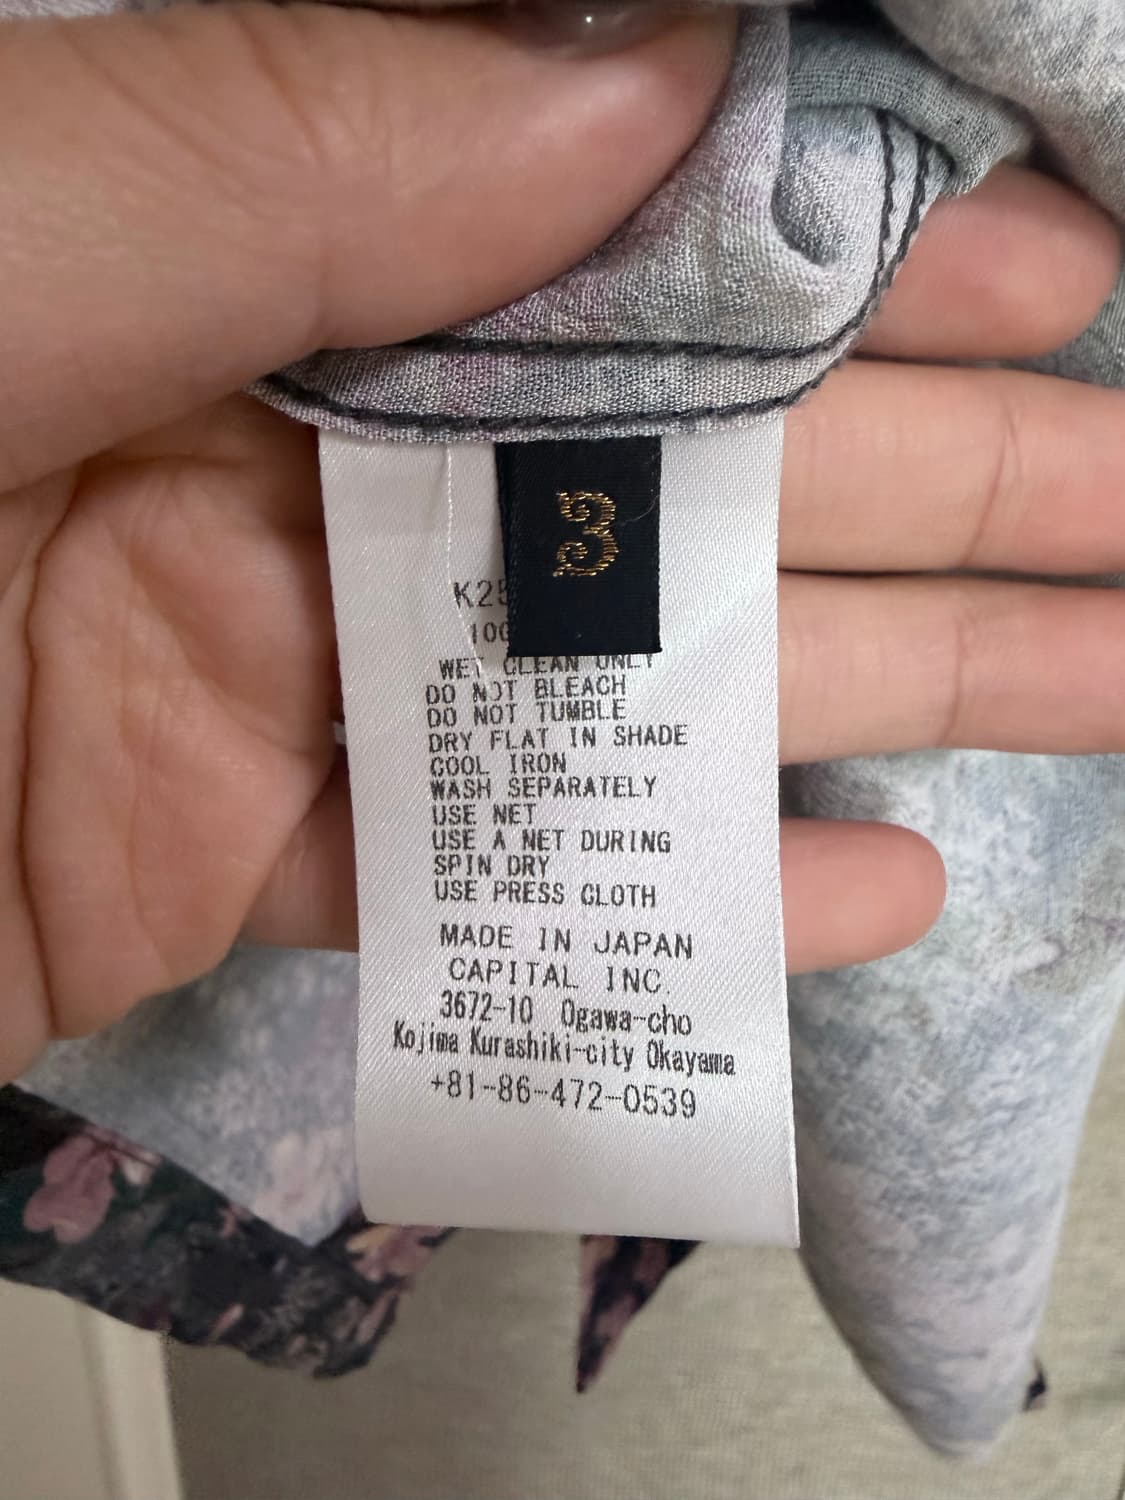 3
K25
100
WET CLEAN ONLY
DO NOT BLEACH
DO NOT TUMBLE
DRY FLAT IN SHADE
COOL IRON
WASH SEPARATELY
USE NET
USE A NET DURING
SPIN DRY
USE PRESS CLOTH
MADE IN JAPAN
CAPITAL INC.
3672-10 Ogawa-cho
Kojima Kurashiki-city Okayama
+81-86-472-0539